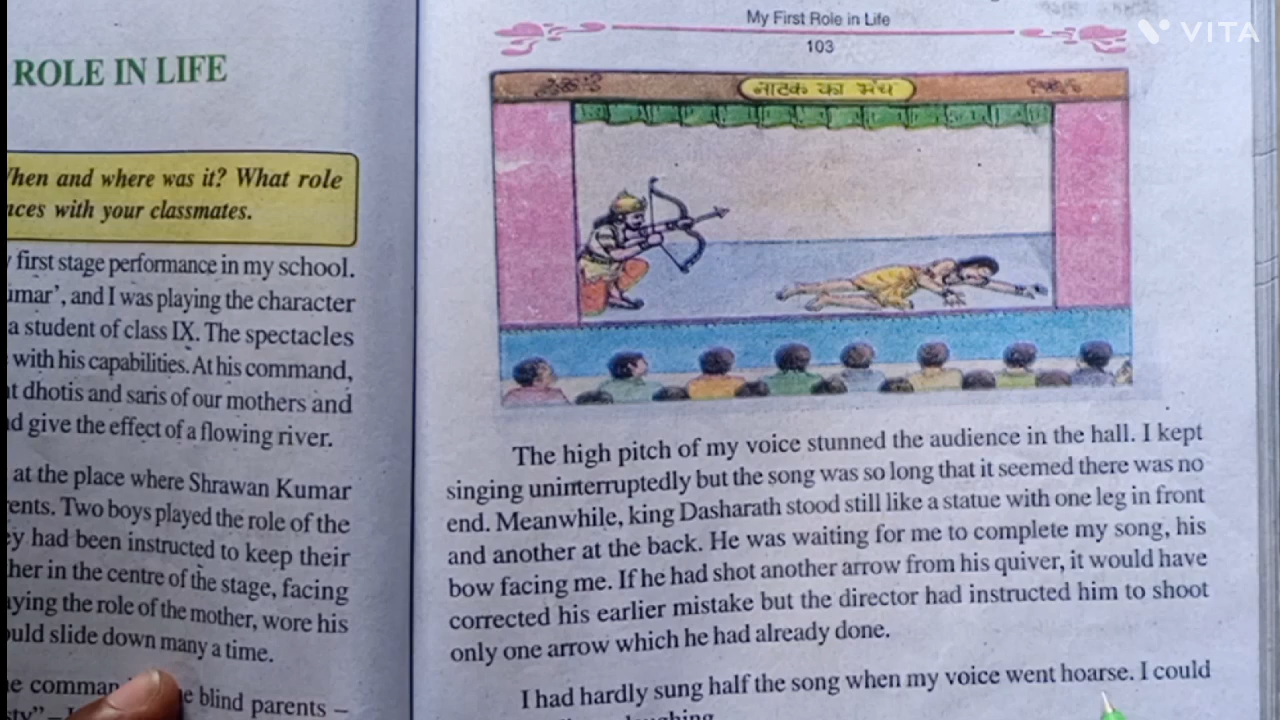 ROLE IN LIFE
When and where was it? What role
with your classmates.
first stage performance in my school.
and I was playing the character
a student of class IX. The spectacles
with his capabilities. At his command,
dhotis and saris of our mothers and
give the effect of a flowing river.
at the place where Shrawan Kumar
Two boys played the role of the
had been instructed to keep their
in the centre of the stage, facing
the role of the mother, wore his
slide down many a time.
blind parents –
My First Role in Life
103
नाटक का मंच
The high pitch of my voice stunned the audience in the hall. I kept
singing uninterruptedly but the song was so long that it seemed there was no
end. Meanwhile, king Dasharath stood still like a statue with one leg in front
and another at the back. He was waiting for me to complete my song, his
bow facing me. If he had shot another arrow from his quiver, it would have
corrected his earlier mistake but the director had instructed him to shoot
only one arrow which he had already done.
I had hardly sung half the song when my voice went hoarse. I could
VITA